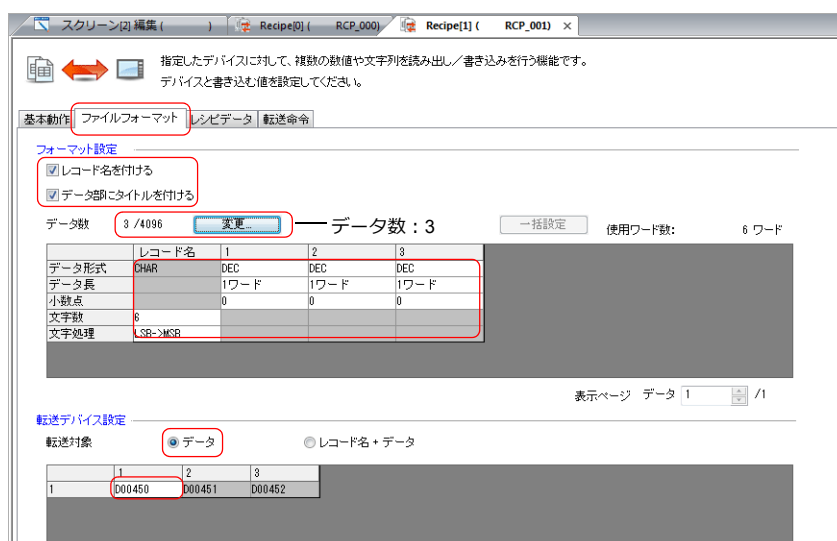 スクリーン[2] 編集 ( )
Recipe[0] ( RCP_000)
Recipe[1] ( RCP_001) ×
指定したデバイスに対して、複数の数値や文字列を読み出し／書き込みを行う機能です。
デバイスと書き込む値を設定してください。
基本動作 ファイルフォーマット レシピデータ 転送命令
フォーマット設定
レコード名を付ける
データ部にタイトルを付ける
データ数 3 /4096 変更... データ数：3 一括設定 使用ワード数: 6 ワード
レコード名 1 2 3
データ形式 CHAR DEC DEC DEC
データ長 1ワード 1ワード 1ワード
小数点 0 0 0
文字数 6
文字処理 LSB->MSB
表示ページ データ 1 /1
転送デバイス設定
転送対象 データ レコード名 + データ
1 2 3
1 D00450 D00451 D00452